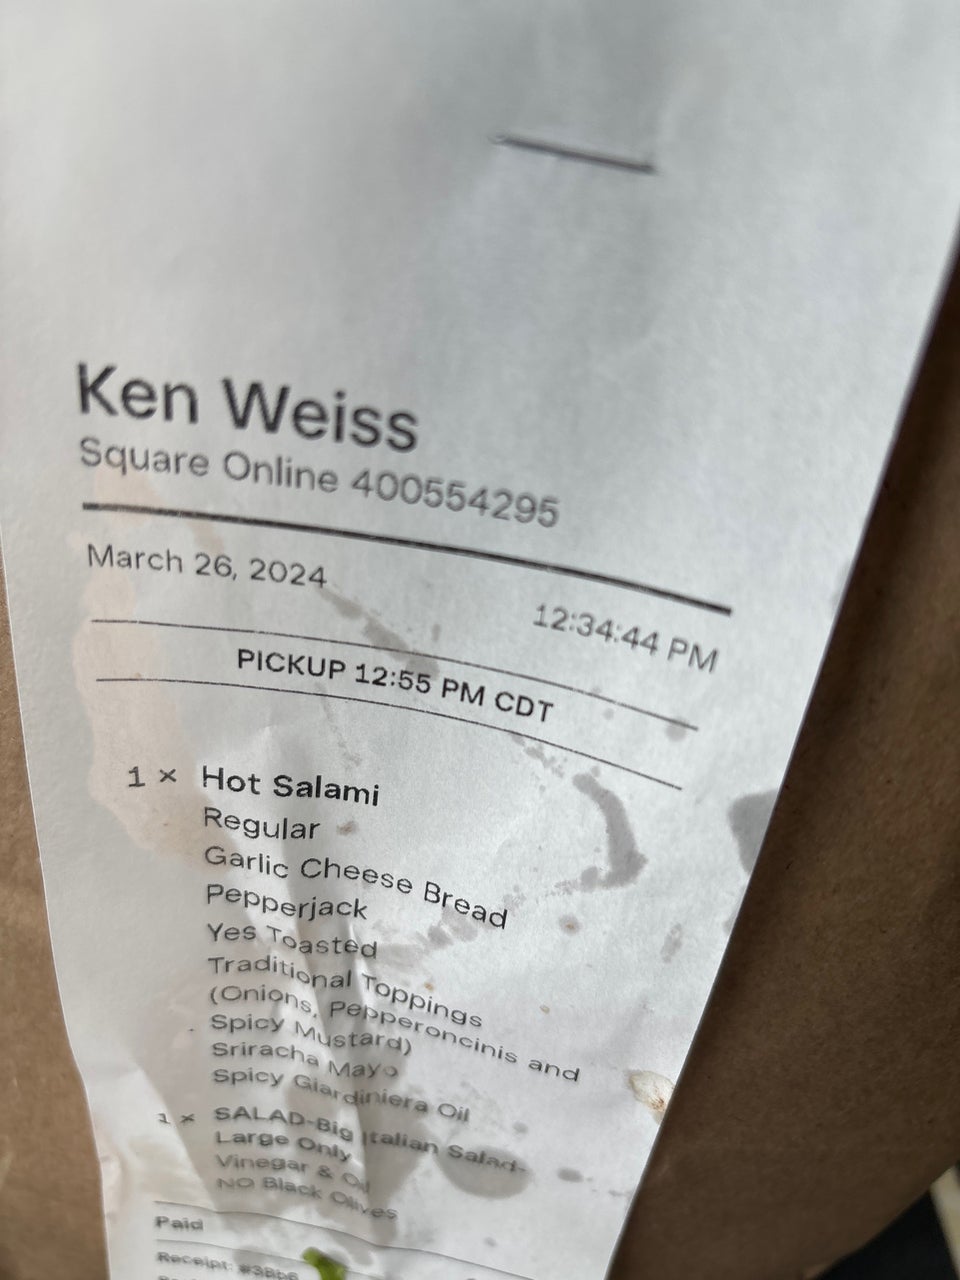 Ken Weiss
Square Online 400554295
March 26, 2024
12:34:44 PM
PICKUP 12:55 PM CDT
1 × Hot Salami
Regular
Garlic Cheese Bread
Pepperjack
Yes Toasted
Traditional Toppings
(Onions, Pepperoncinis and
Spicy Mustard)
Sriracha Mayo
Spicy Giardiniera Oil
1 × SALAD-Big Italian Salad-
Large Only
Vinegar & Oil
NO Black Olives
Paid
Receipt: